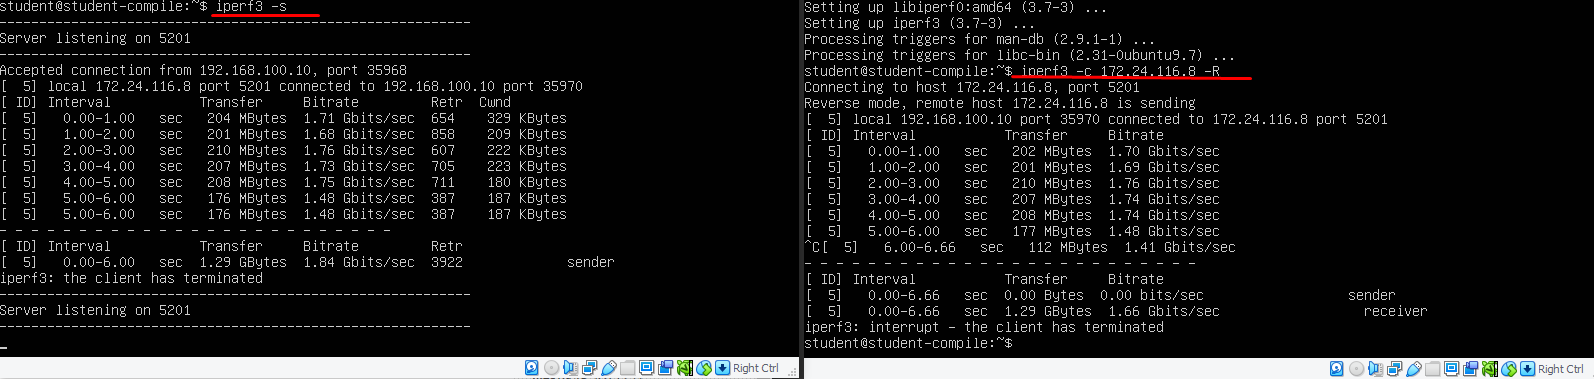 student@student-compile:~$ iperf3 -s
-----------------------------------------------------------
Server listening on 5201
-----------------------------------------------------------
Accepted connection from 192.168.100.10, port 35968
[  5] local 172.24.116.8 port 5201 connected to 192.168.100.10 port 35970
[ ID] Interval           Transfer     Bitrate         Retr  Cwnd
[  5]   0.00-1.00   sec   204 MBytes  1.71 Gbits/sec  654    329 KBytes
[  5]   1.00-2.00   sec   201 MBytes  1.68 Gbits/sec  858    209 KBytes
[  5]   2.00-3.00   sec   210 MBytes  1.76 Gbits/sec  607    222 KBytes
[  5]   3.00-4.00   sec   207 MBytes  1.73 Gbits/sec  705    223 KBytes
[  5]   4.00-5.00   sec   208 MBytes  1.75 Gbits/sec  711    180 KBytes
[  5]   5.00-6.00   sec   176 MBytes  1.48 Gbits/sec  387    187 KBytes
[  5]   5.00-6.00   sec   176 MBytes  1.48 Gbits/sec  387    187 KBytes
- - - - - - - - - - - - - - - - - - - - - - - - -
[ ID] Interval           Transfer     Bitrate         Retr
[  5]   0.00-6.00   sec  1.29 GBytes  1.84 Gbits/sec  3922             sender
iperf3: the client has terminated
-----------------------------------------------------------
Server listening on 5201
-----------------------------------------------------------
_
Right Ctrl
Setting up libiperf0:amd64 (3.7-3) ...
Setting up iperf3 (3.7-3) ...
Processing triggers for man-db (2.9.1-1) ...
Processing triggers for libc-bin (2.31-0ubuntu9.7) ...
student@student-compile:~$ iperf3 -c 172.24.116.8 -R
Connecting to host 172.24.116.8, port 5201
Reverse mode, remote host 172.24.116.8 is sending
[  5] local 192.168.100.10 port 35970 connected to 172.24.116.8 port 5201
[ ID] Interval           Transfer     Bitrate
[  5]   0.00-1.00   sec   202 MBytes  1.70 Gbits/sec
[  5]   1.00-2.00   sec   201 MBytes  1.69 Gbits/sec
[  5]   2.00-3.00   sec   210 MBytes  1.76 Gbits/sec
[  5]   3.00-4.00   sec   207 MBytes  1.74 Gbits/sec
[  5]   4.00-5.00   sec   208 MBytes  1.74 Gbits/sec
[  5]   5.00-6.00   sec   177 MBytes  1.48 Gbits/sec
^C[  5]   6.00-6.66   sec   112 MBytes  1.41 Gbits/sec
- - - - - - - - - - - - - - - - - - - - - - - - -
[ ID] Interval           Transfer     Bitrate
[  5]   0.00-6.66   sec  0.00 Bytes  0.00 bits/sec                  sender
[  5]   0.00-6.66   sec  1.29 GBytes  1.66 Gbits/sec                  receiver
iperf3: interrupt - the client has terminated
student@student-compile:~$
Right Ctrl